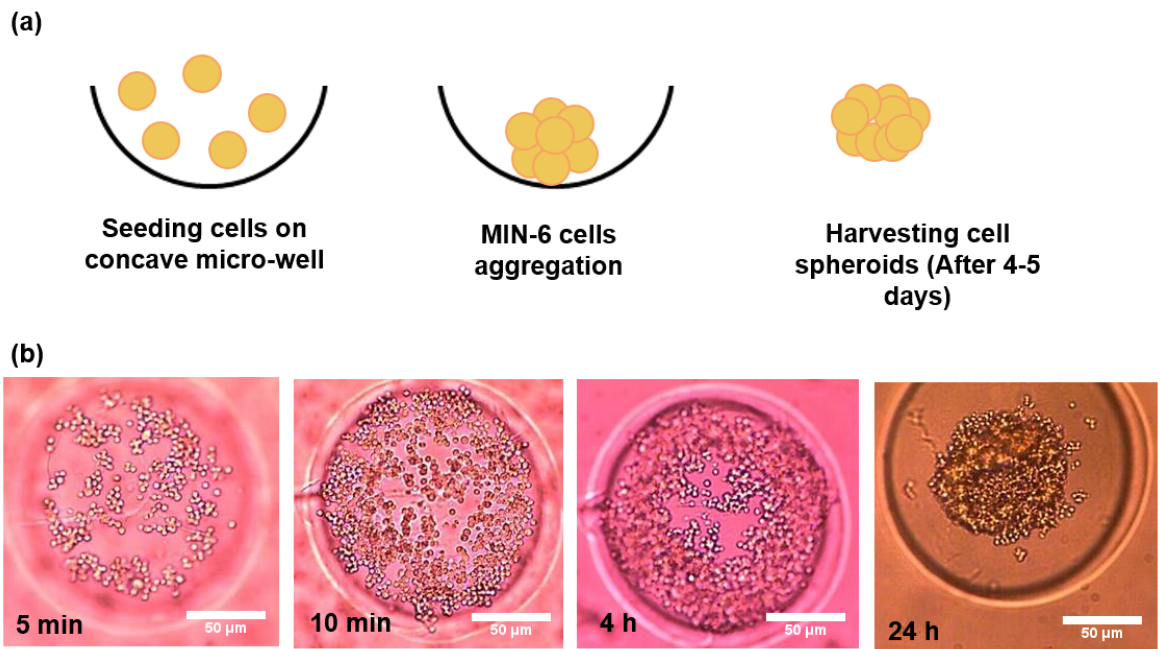 (a)
Seeding cells on
concave micro-well
MIN-6 cells
aggregation
Harvesting cell
spheroids (After 4-5
days)
(b)
5 min
50 µm
10 min
50 µm
4 h
50 µm
24 h
50 µm